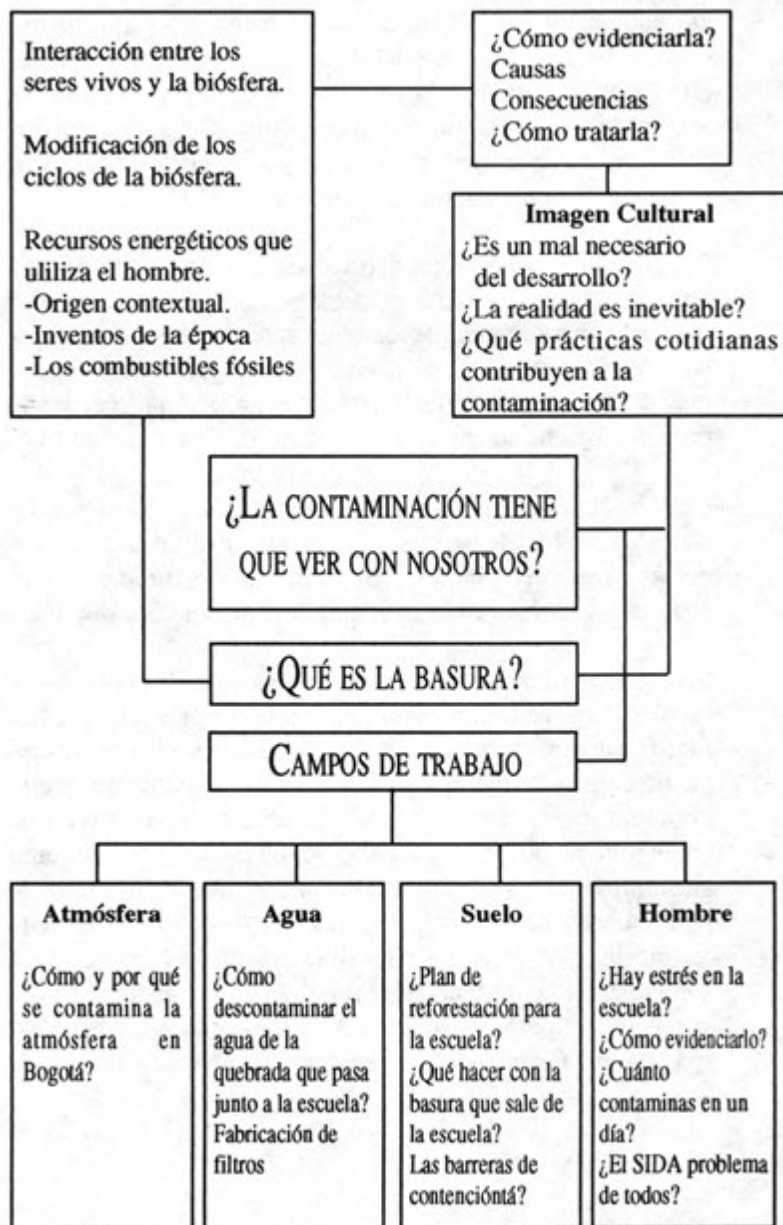 Interacción entre los
seres vivos y la biósfera.
Modificación de los
ciclos de la biósfera.
Recursos energéticos que
uliliza el hombre.
-Origen contextual.
-Inventos de la época
-Los combustibles fósiles
¿Cómo evidenciarla?
Causas
Consecuencias
¿Cómo tratarla?
Imagen Cultural
¿Es un mal necesario
del desarrollo?
¿La realidad es inevitable?
¿Qué prácticas cotidianas
contribuyen a la
contaminación?
¿LA CONTAMINACIÓN TIENE
QUE VER CON NOSOTROS?
¿QUÉ ES LA BASURA?
CAMPOS DE TRABAJO
Atmósfera
¿Cómo y por qué
se contamina la
atmósfera en
Bogotá?
Agua
¿Cómo
descontaminar el
agua de la
quebrada que pasa
junto a la escuela?
Fabricación de
filtros
Suelo
¿Plan de
reforestación para
la escuela?
¿Qué hacer con la
basura que sale de
la escuela?
Las barreras de
contencióntá?
Hombre
¿Hay estrés en la
escuela?
¿Cómo evidenciarlo?
¿Cuánto
contaminas en un
día?
¿El SIDA problema
de todos?